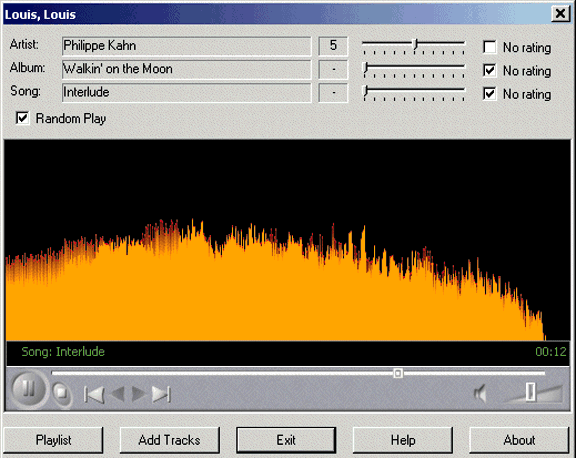 Louis, Louis
Artist: Philippe Kahn 5 No rating
Album: Walkin' on the Moon - No rating
Song: Interlude - No rating
Random Play
Song: Interlude 00:12
Playlist Add Tracks Exit Help About